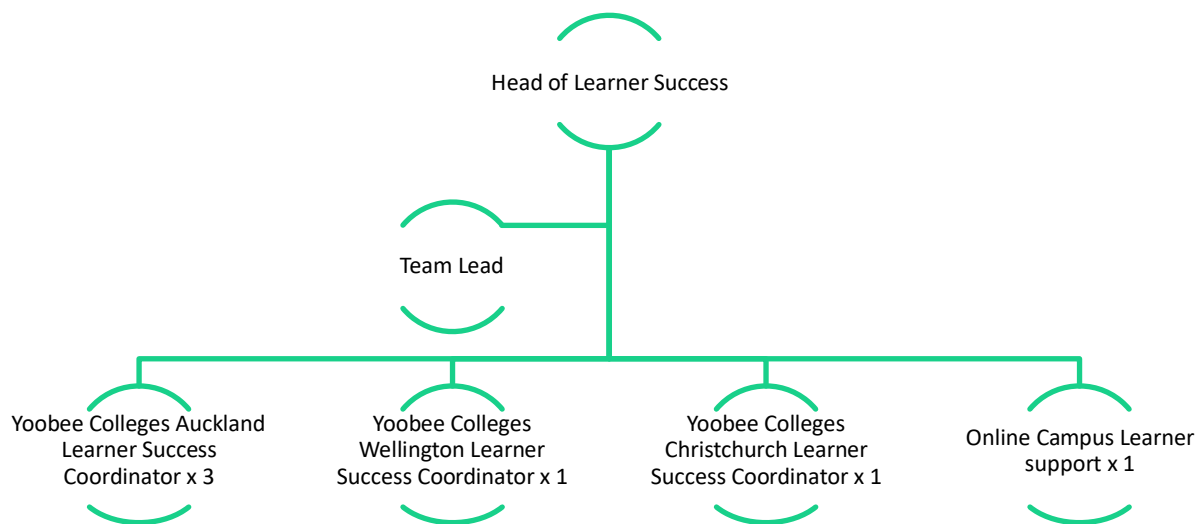 Head of Learner Success
Team Lead
Yoobee Colleges Auckland
Learner Success
Coordinator x 3
Yoobee Colleges
Wellington Learner
Success Coordinator x 1
Yoobee Colleges
Christchurch Learner
Success Coordinator x 1
Online Campus Learner
support x 1